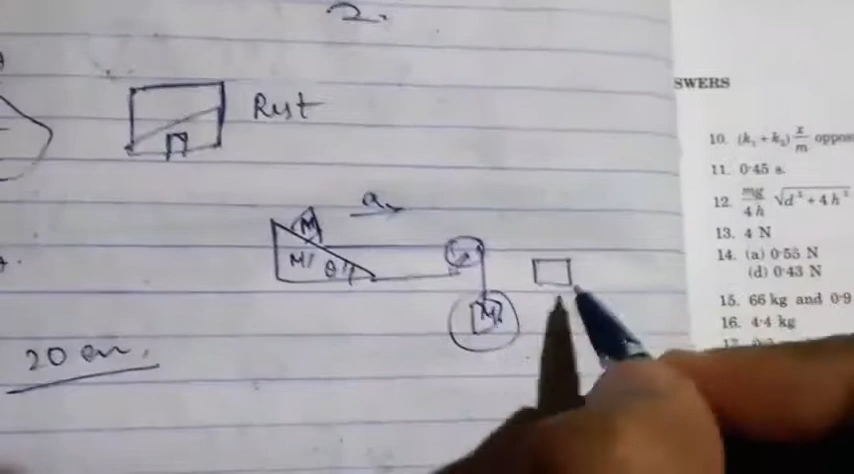 2.
SWERS
Rest
10. (k₁ + k₂) x/m oppos
11. 0·45 s.
12. mg/4h √d² + 4h²
13. 4 N
14. (a) 0·55 N
(d) 0·43 N
15. 66 kg and 0·9
16. 4·4 kg
a
M
M'
θ
20 cm.